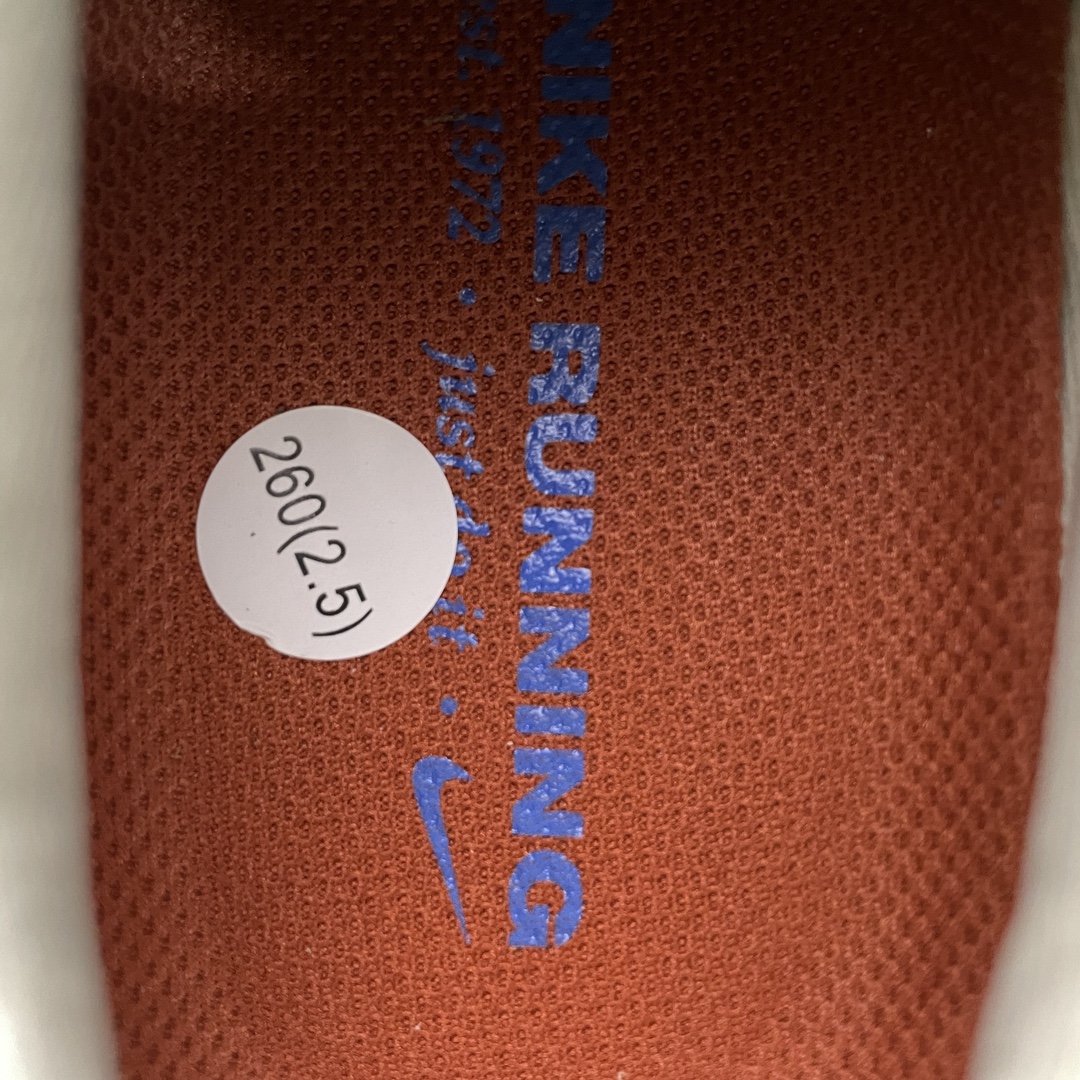 NIKE RUNNING
est. 1972 • just do it •
260(2.5)